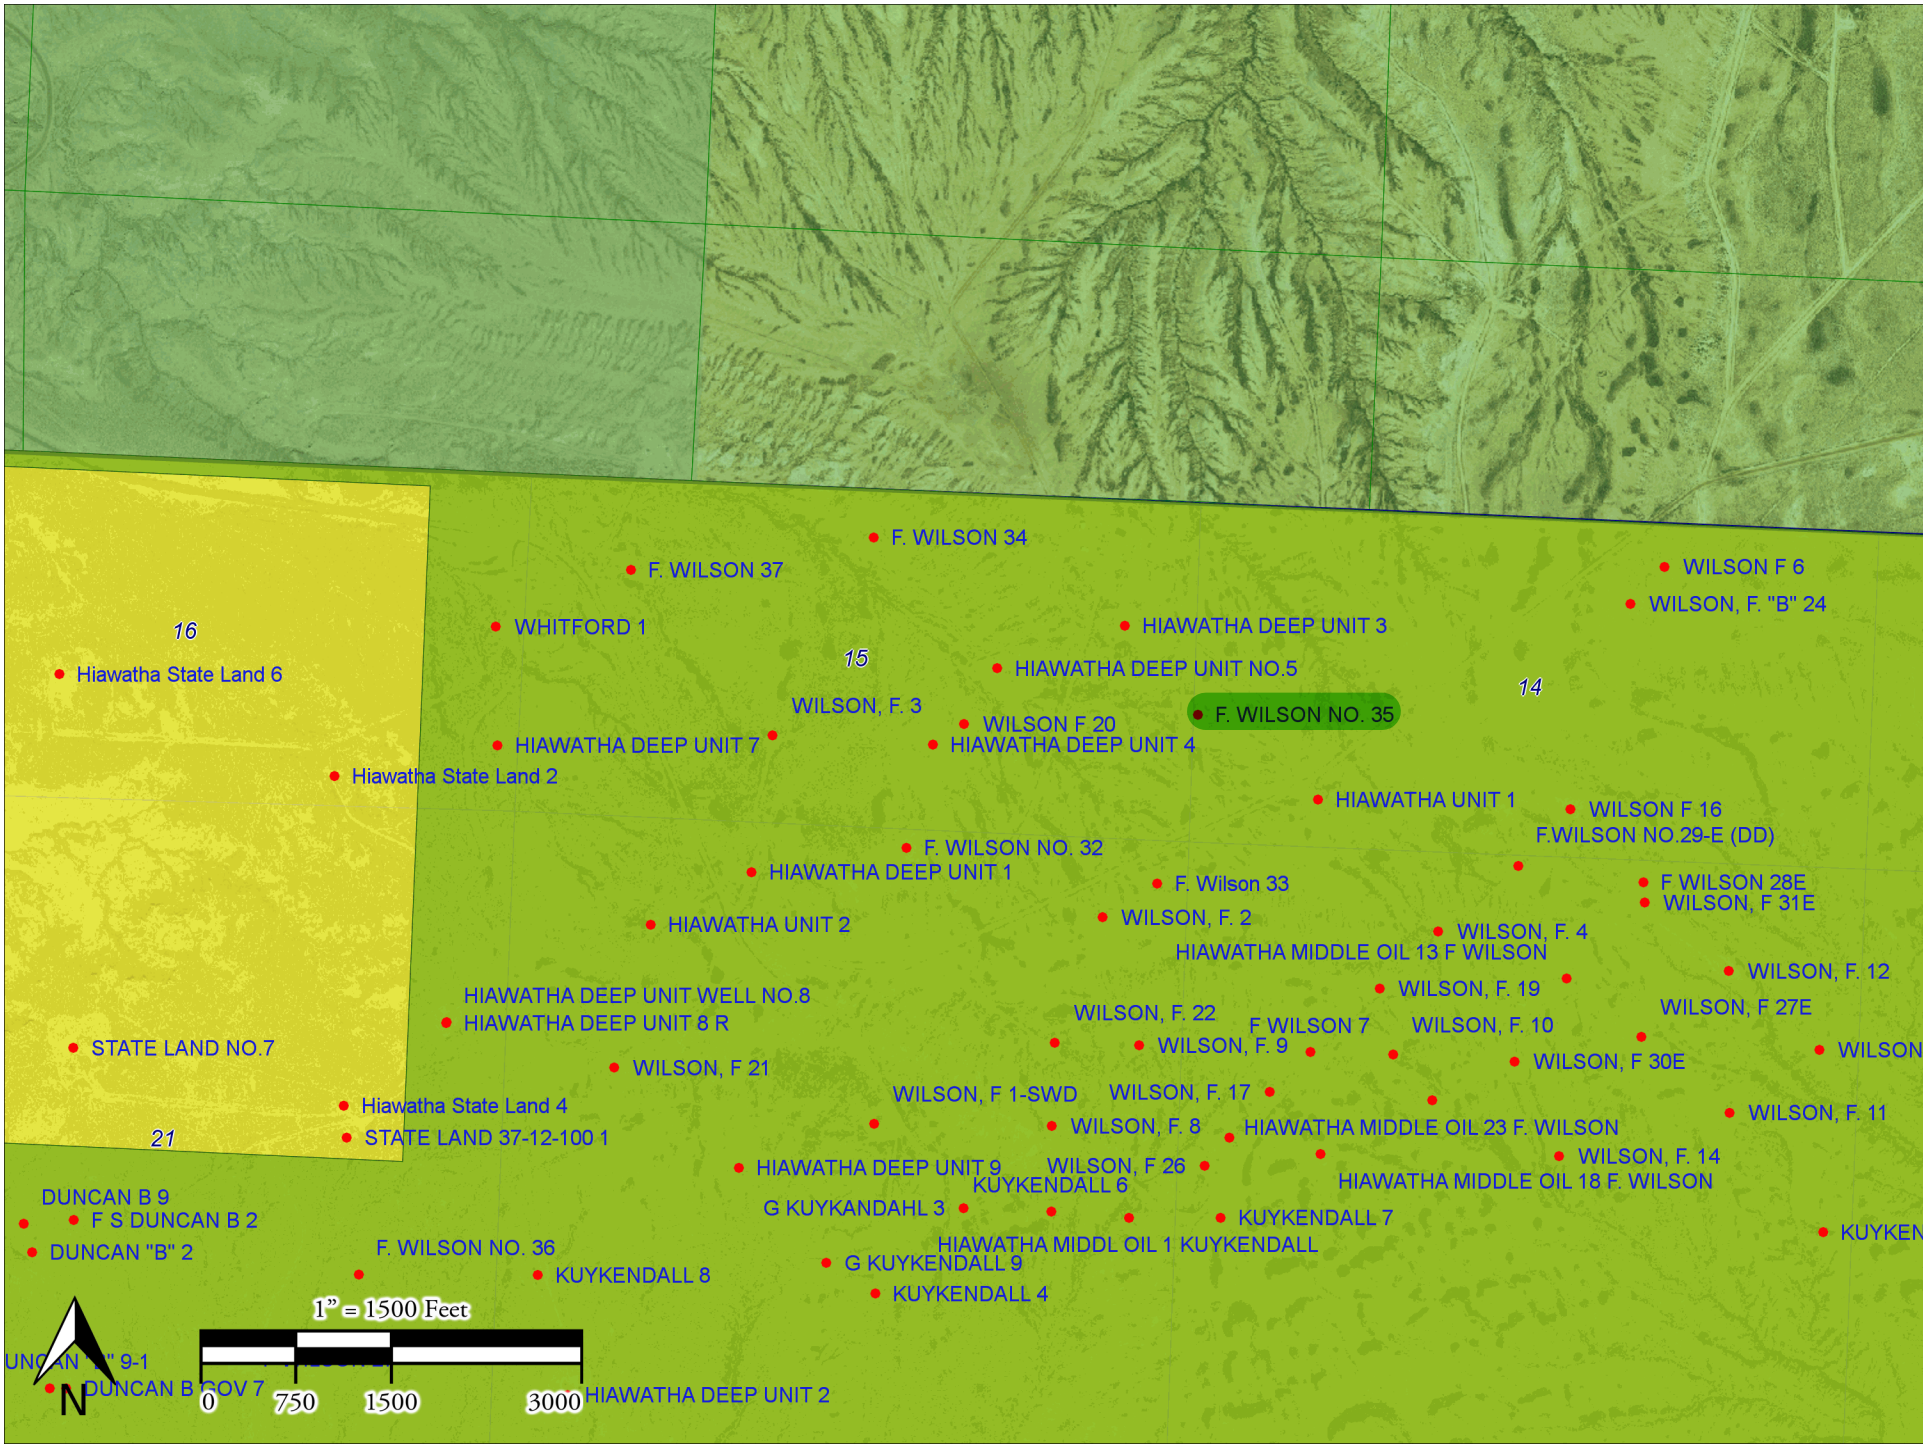 F. WILSON 34
F. WILSON 37
WILSON F 6
WILSON, F. "B" 24
16
WHITFORD 1
HIAWATHA DEEP UNIT 3
15
Hiawatha State Land 6
HIAWATHA DEEP UNIT NO.5
14
WILSON, F. 3
F. WILSON NO. 35
WILSON F 20
HIAWATHA DEEP UNIT 7
HIAWATHA DEEP UNIT 4
Hiawatha State Land 2
HIAWATHA UNIT 1
WILSON F 16
F.WILSON NO.29-E (DD)
F. WILSON NO. 32
HIAWATHA DEEP UNIT 1
F. Wilson 33
F WILSON 28E
WILSON, F 31E
HIAWATHA UNIT 2
WILSON, F. 2
WILSON, F. 4
HIAWATHA MIDDLE OIL 13 F WILSON
WILSON, F. 12
HIAWATHA DEEP UNIT WELL NO.8
WILSON, F. 19
WILSON, F 27E
HIAWATHA DEEP UNIT 8 R
WILSON, F. 22
F WILSON 7
WILSON, F. 10
STATE LAND NO.7
WILSON, F. 9
WILSON
WILSON, F 30E
WILSON, F 21
WILSON, F 1-SWD
WILSON, F. 17
Hiawatha State Land 4
WILSON, F. 11
WILSON, F. 8
HIAWATHA MIDDLE OIL 23 F. WILSON
21
STATE LAND 37-12-100 1
WILSON, F. 14
HIAWATHA DEEP UNIT 9
WILSON, F 26
KUYKENDALL 6
HIAWATHA MIDDLE OIL 18 F. WILSON
DUNCAN B 9
G KUYKANDAHL 3
F S DUNCAN B 2
KUYKENDALL 7
KUYKEN
DUNCAN "B" 2
F. WILSON NO. 36
HIAWATHA MIDDL OIL 1 KUYKENDALL
G KUYKENDALL 9
KUYKENDALL 8
KUYKENDALL 4
1” = 1500 Feet
9-1
DUNCAN B GOV 7
N
0 750 1500 3000
HIAWATHA DEEP UNIT 2